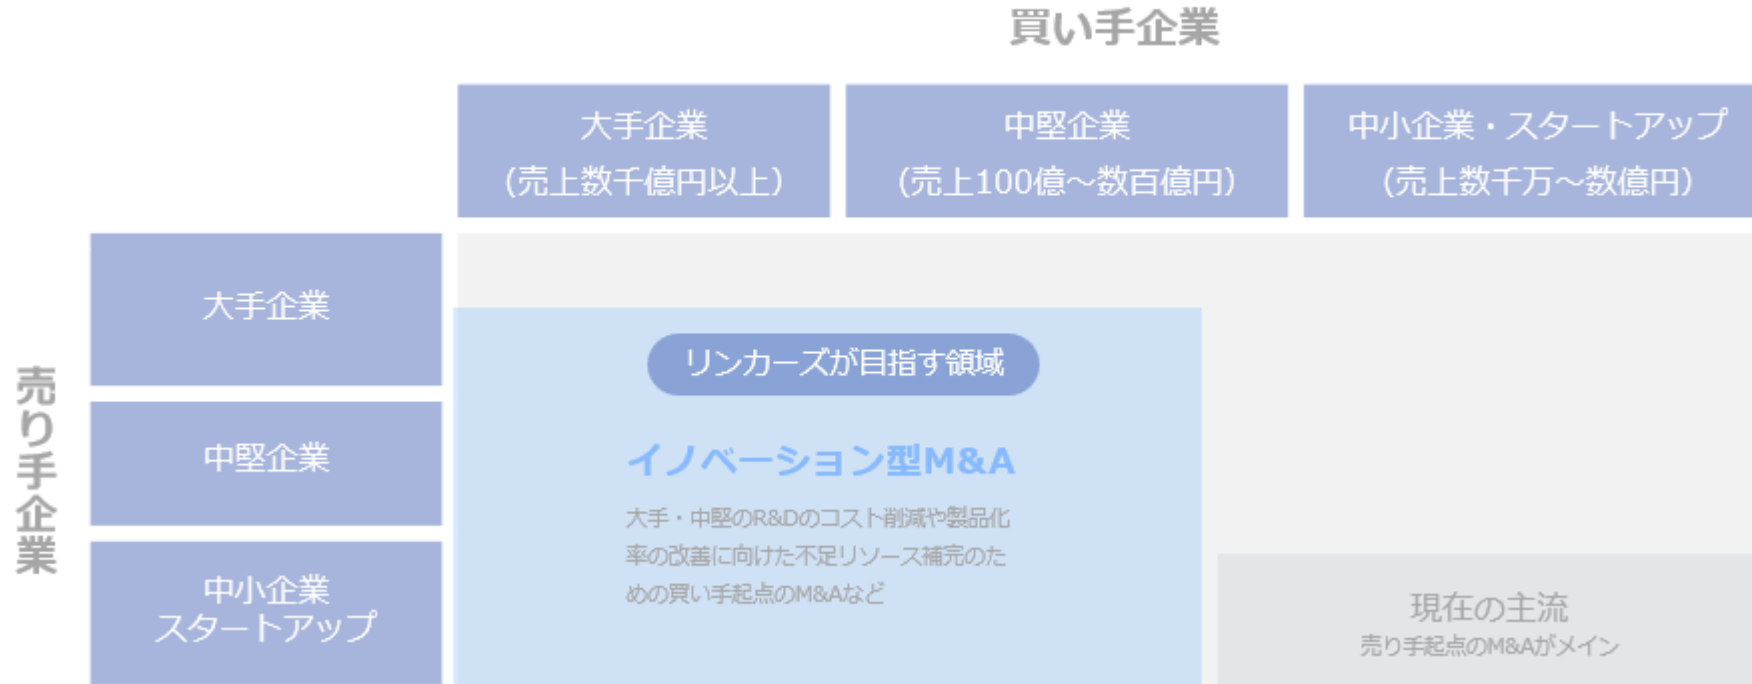 買い手企業
大手企業
(売上数千億円以上)
中堅企業
(売上100億～数百億円)
中小企業・スタートアップ
(売上数千万～数億円)
売り手企業
大手企業
中堅企業
中小企業
スタートアップ
リンカーズが目指す領域
イノベーション型M&A
大手・中堅のR&Dのコスト削減や製品化
率の改善に向けた不足リソース補完のた
めの買い手起点のM&Aなど
現在の主流
売り手起点のM&Aがメイン